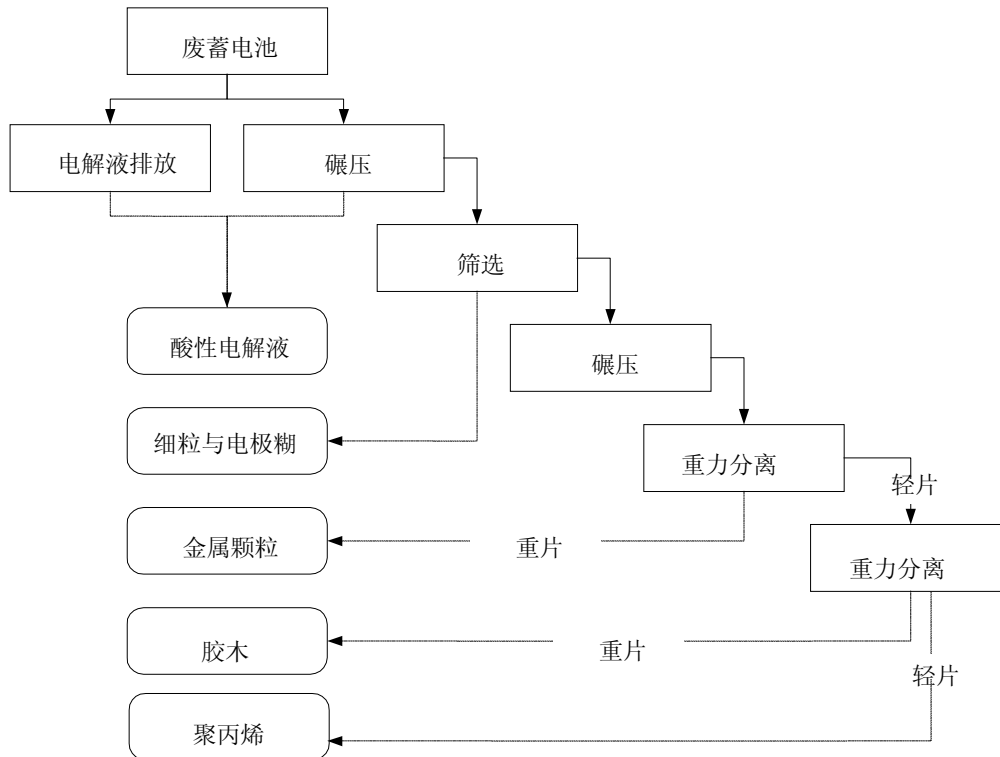 废蓄电池
电解液排放
碾压
筛选
酸性电解液
碾压
细粒与电极糊
重力分离
轻片
金属颗粒
重片
重力分离
胶木
重片
轻片
聚丙烯